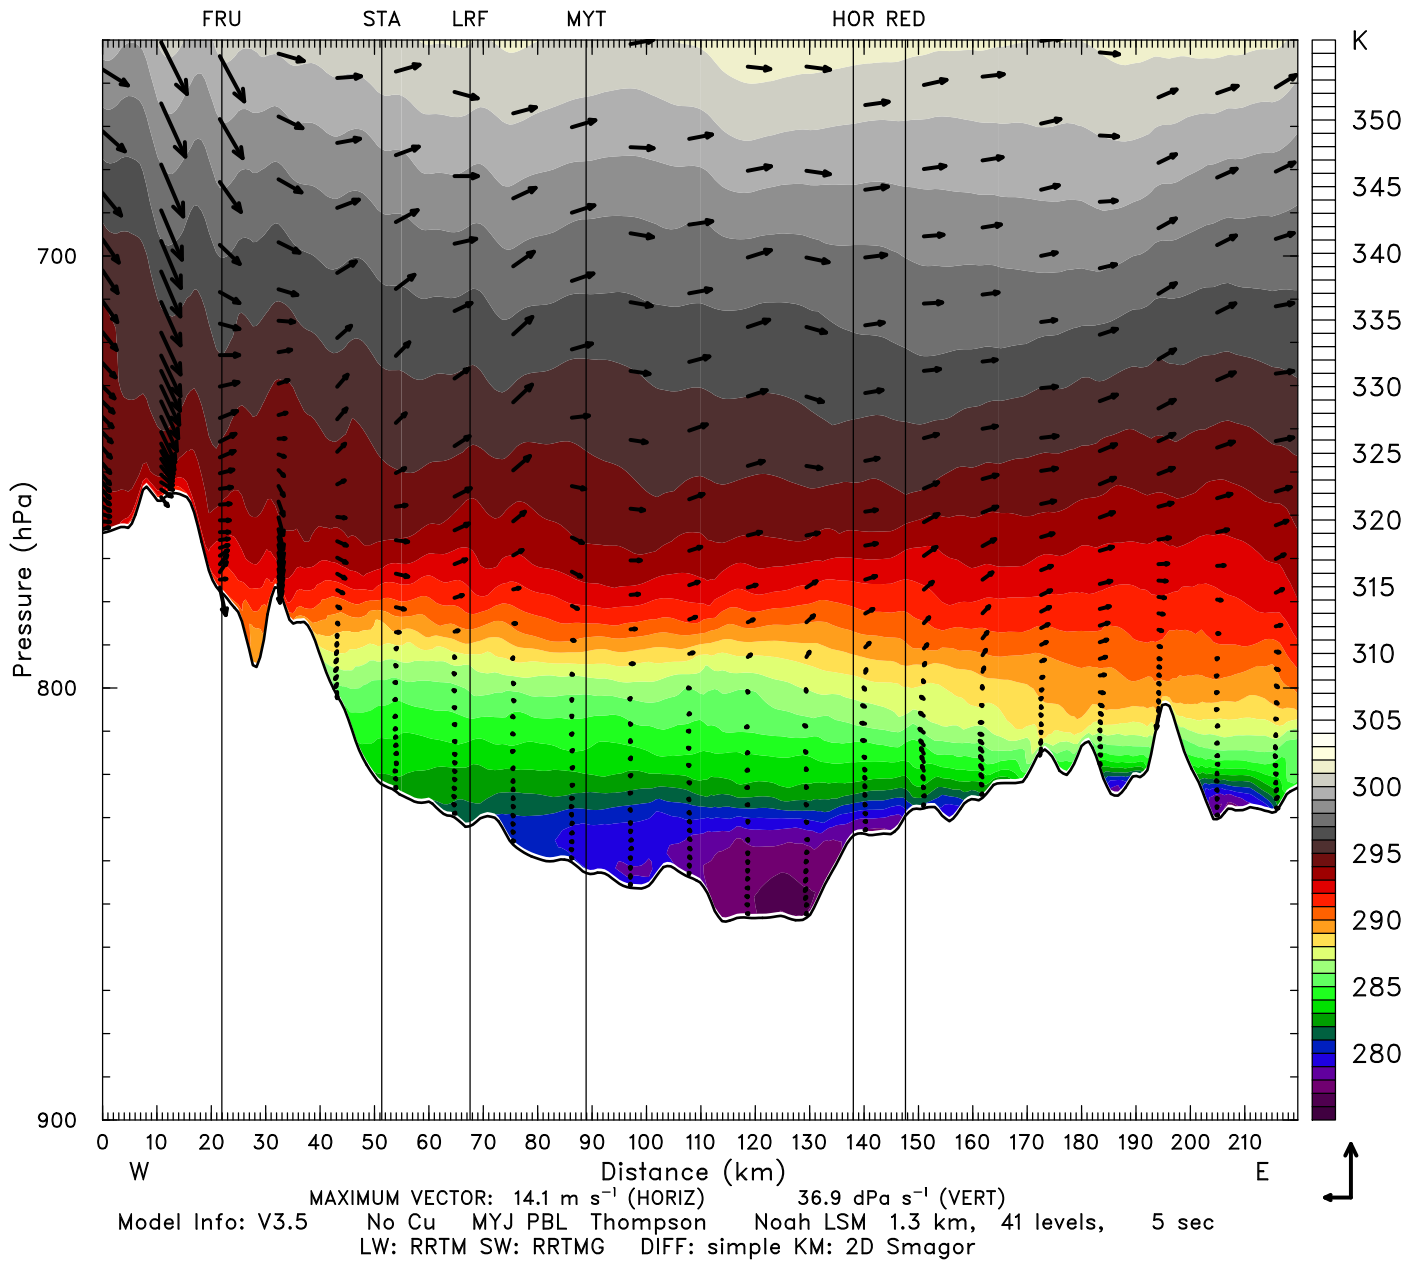 FRU STA LRF MYT HOR RED
K
350
345
340
335
330
325
320
315
310
305
300
295
290
285
280
Pressure (hPa)
700
800
900
0 10 20 30 40 50 60 70 80 90 100 110 120 130 140 150 160 170 180 190 200 210
W Distance (km) E
MAXIMUM VECTOR: 14.1 m s⁻¹ (HORIZ) 36.9 dPa s⁻¹ (VERT)
Model Info: V3.5 No Cu MYJ PBL Thompson Noah LSM 1.3 km, 41 levels, 5 sec
LW: RRTM SW: RRTMG DIFF: simple KM: 2D Smagor